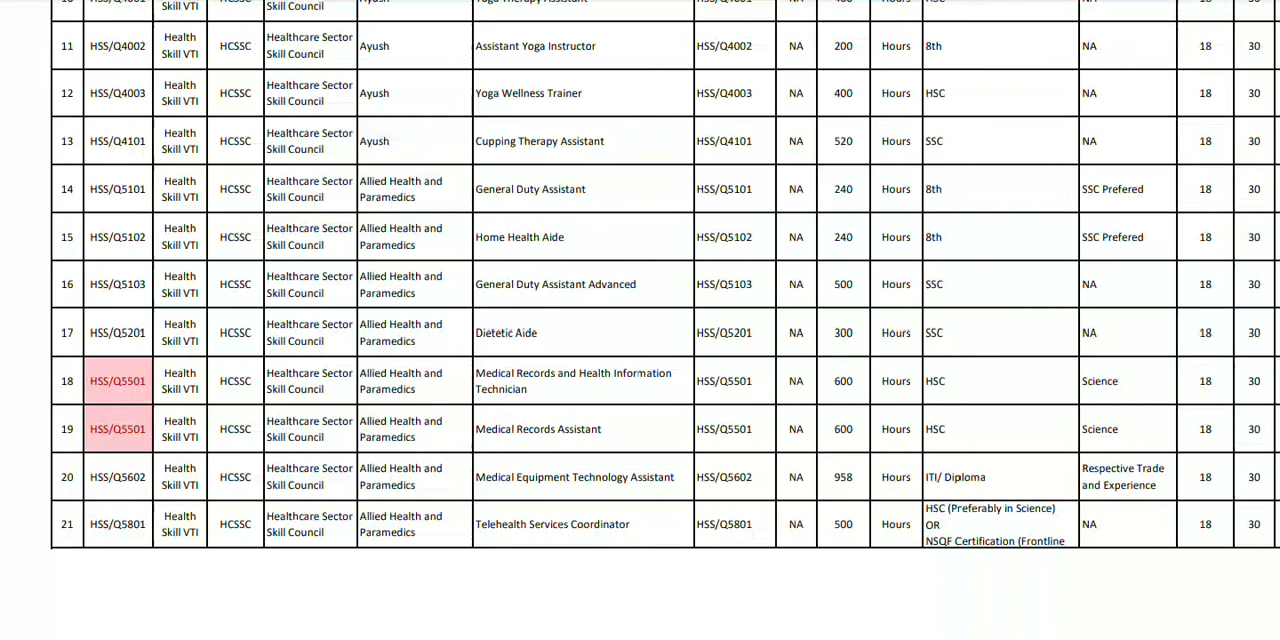 Skill VTI Skill Council
11 HSS/Q4002 Health Skill VTI HCSSC Healthcare Sector Skill Council Ayush Assistant Yoga Instructor HSS/Q4002 NA 200 Hours 8th NA 18 30
12 HSS/Q4003 Health Skill VTI HCSSC Healthcare Sector Skill Council Ayush Yoga Wellness Trainer HSS/Q4003 NA 400 Hours HSC NA 18 30
13 HSS/Q4101 Health Skill VTI HCSSC Healthcare Sector Skill Council Ayush Cupping Therapy Assistant HSS/Q4101 NA 520 Hours SSC NA 18 30
14 HSS/Q5101 Health Skill VTI HCSSC Healthcare Sector Skill Council Allied Health and Paramedics General Duty Assistant HSS/Q5101 NA 240 Hours 8th SSC Prefered 18 30
15 HSS/Q5102 Health Skill VTI HCSSC Healthcare Sector Skill Council Allied Health and Paramedics Home Health Aide HSS/Q5102 NA 240 Hours 8th SSC Prefered 18 30
16 HSS/Q5103 Health Skill VTI HCSSC Healthcare Sector Skill Council Allied Health and Paramedics General Duty Assistant Advanced HSS/Q5103 NA 500 Hours SSC NA 18 30
17 HSS/Q5201 Health Skill VTI HCSSC Healthcare Sector Skill Council Allied Health and Paramedics Dietetic Aide HSS/Q5201 NA 300 Hours SSC NA 18 30
18 HSS/Q5501 Health Skill VTI HCSSC Healthcare Sector Skill Council Allied Health and Paramedics Medical Records and Health Information Technician HSS/Q5501 NA 600 Hours HSC Science 18 30
19 HSS/Q5501 Health Skill VTI HCSSC Healthcare Sector Skill Council Allied Health and Paramedics Medical Records Assistant HSS/Q5501 NA 600 Hours HSC Science 18 30
20 HSS/Q5602 Health Skill VTI HCSSC Healthcare Sector Skill Council Allied Health and Paramedics Medical Equipment Technology Assistant HSS/Q5602 NA 958 Hours ITI/ Diploma Respective Trade and Experience 18 30
21 HSS/Q5801 Health Skill VTI HCSSC Healthcare Sector Skill Council Allied Health and Paramedics Telehealth Services Coordinator HSS/Q5801 NA 500 Hours HSC (Preferably in Science) OR NSQF Certification (Frontline NA 18 30